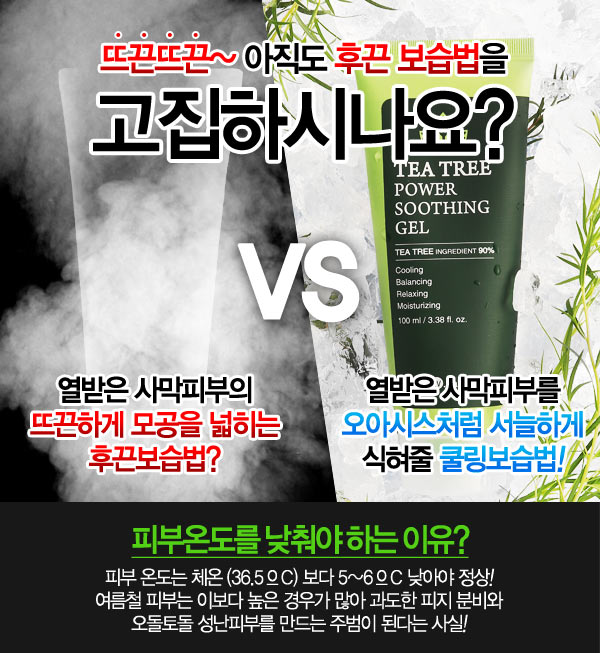 뜨끈뜨끈~ 아직도 후끈 보습법을
고집하시나요?
TEA TREE
POWER
SOOTHING
GEL
TEA TREE INGREDIENT 90%
Cooling
Balancing
Relaxing
Moisturizing
100 ml / 3.38 fl. oz.
VS
열받은 사막피부의
뜨끈하게 모공을 넓히는
후끈보습법?
열받은 사막피부를
오아시스처럼 서늘하게
식혀줄 쿨링보습법!
피부온도를 낮춰야 하는 이유?
피부 온도는 체온 (36.5 으C) 보다 5~6 으C 낮아야 정상!
여름철 피부는 이보다 높은 경우가 많아 과도한 피지 분비와
오돌토돌 성난피부를 만드는 주범이 된다는 사실!